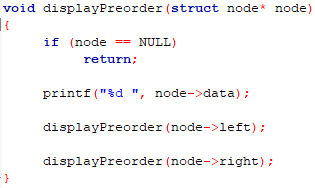 void displayPreorder(struct node* node)
{
if (node == NULL)
return;
printf("%d ", node->data);
displayPreorder(node->left);
displayPreorder(node->right);
}